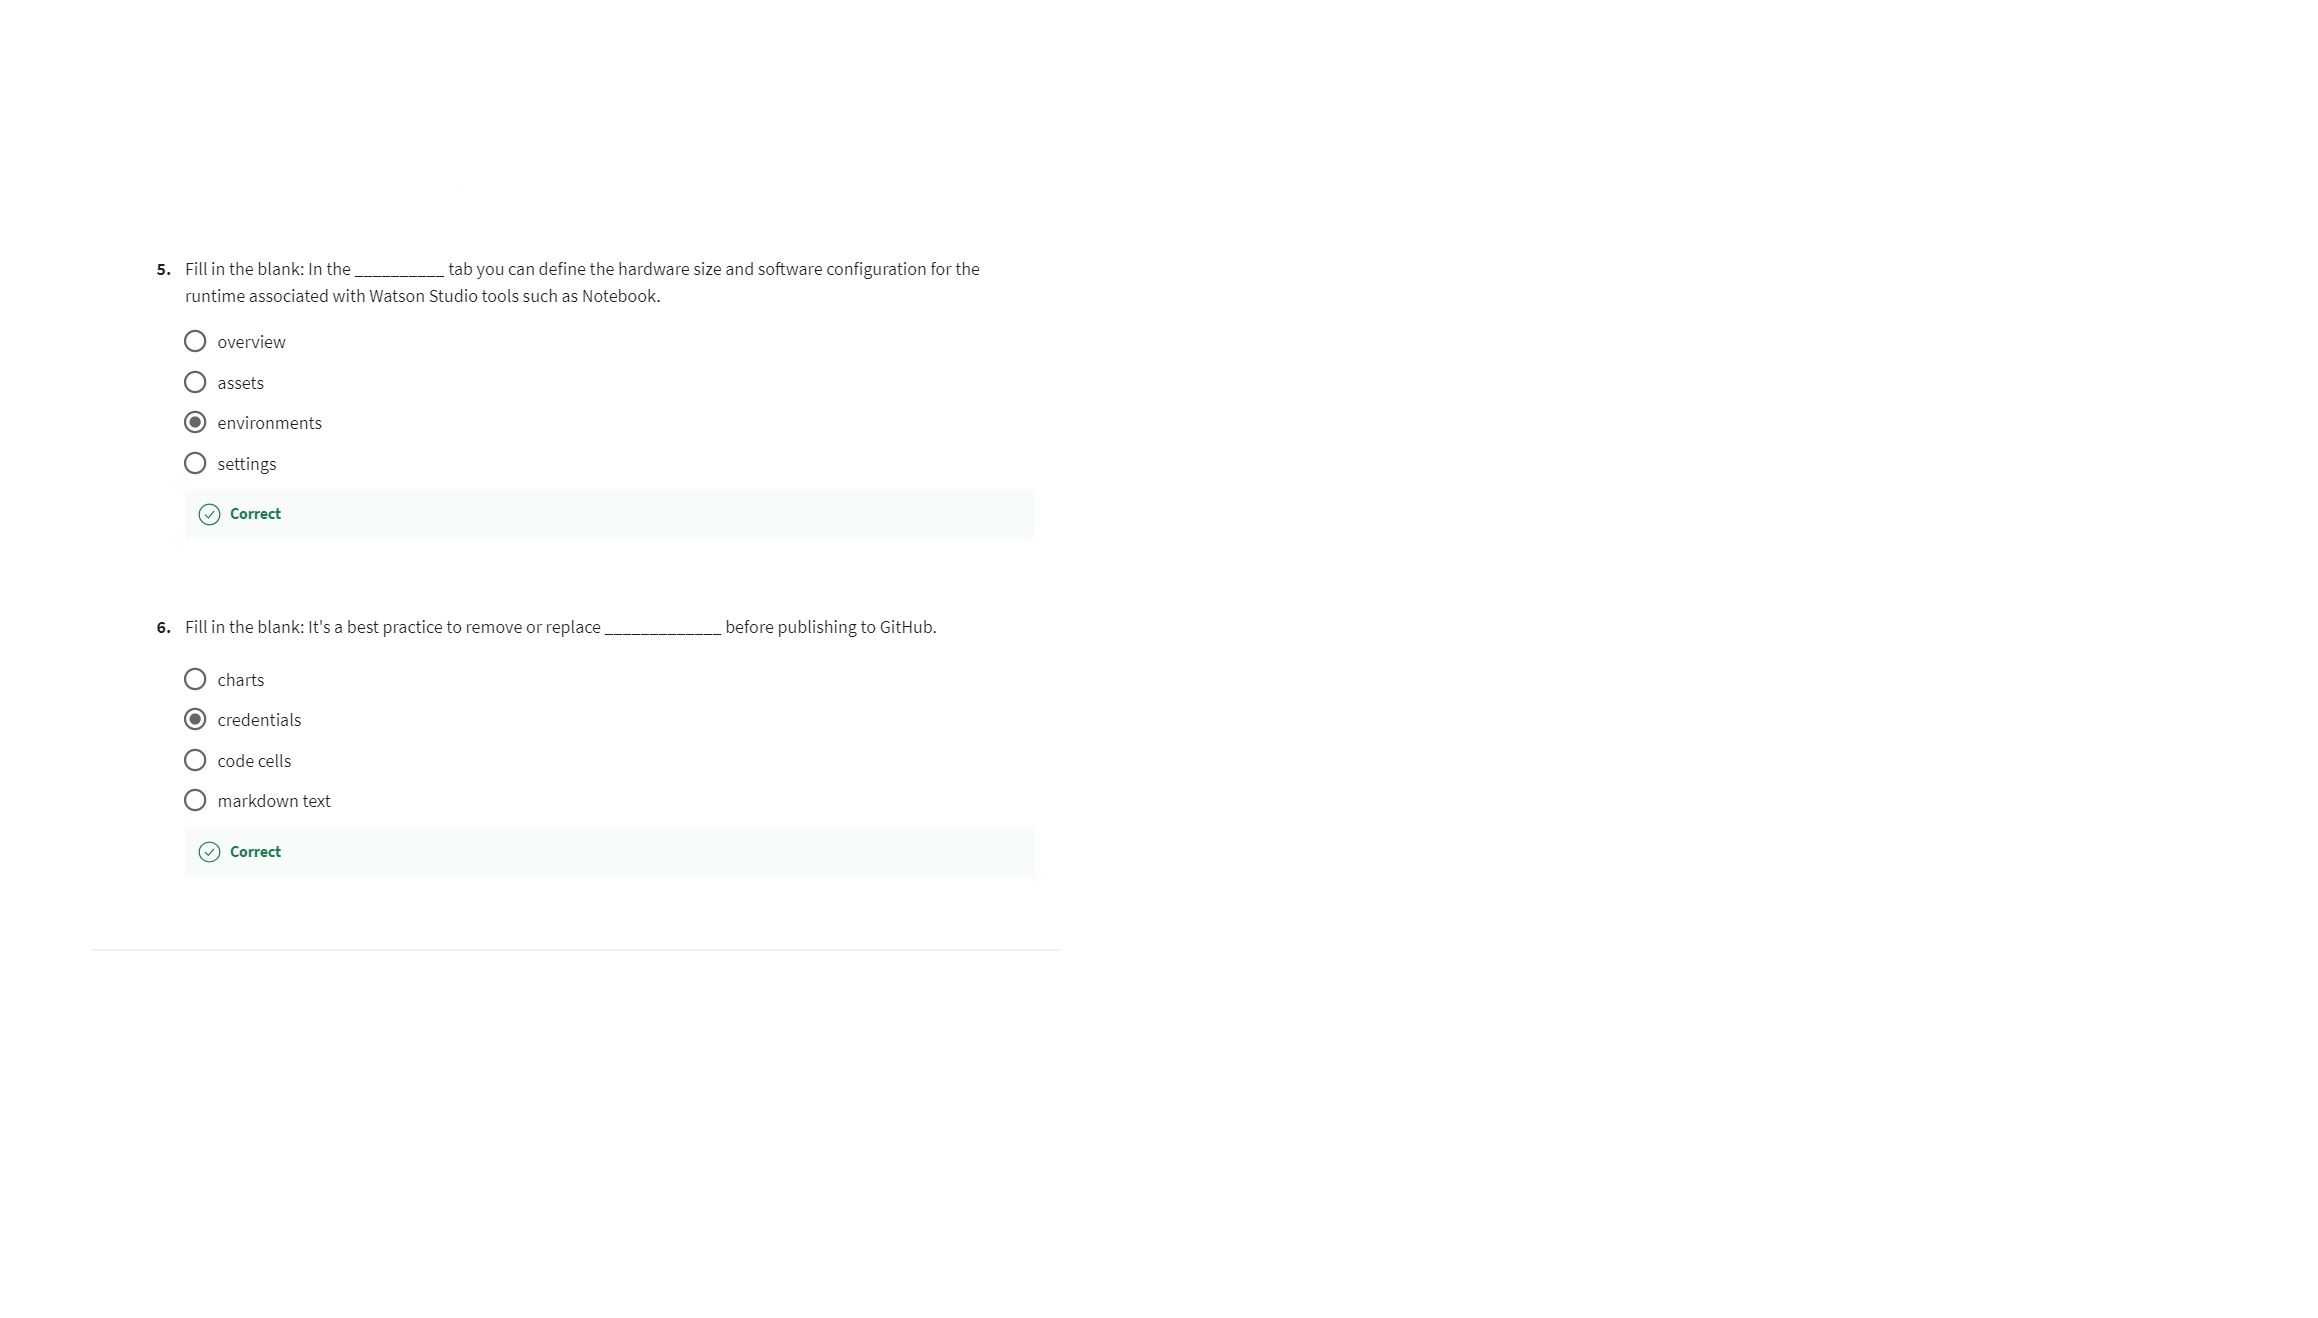 5. Fill in the blank: In the __________ tab you can define the hardware size and software configuration for the
runtime associated with Watson Studio tools such as Notebook.
overview
assets
environments
settings
Correct
6. Fill in the blank: It's a best practice to remove or replace _____________ before publishing to GitHub.
charts
credentials
code cells
markdown text
Correct